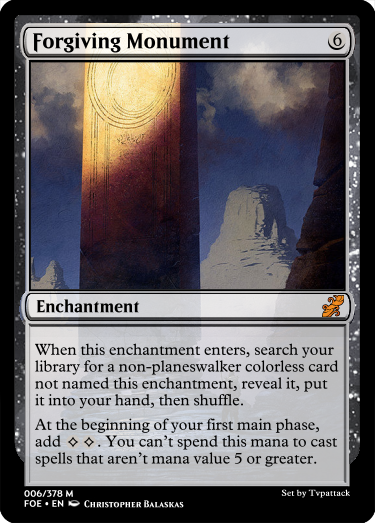 Forgiving Monument 6
Enchantment
When this enchantment enters, search your
library for a non-planeswalker colorless card
not named this enchantment, reveal it, put
it into your hand, then shuffle.
At the beginning of your first main phase,
add ◇◇. You can't spend this mana to cast
spells that aren't mana value 5 or greater.
006/378 M Set by Tvpattack
FOE • EN Christopher Balaskas